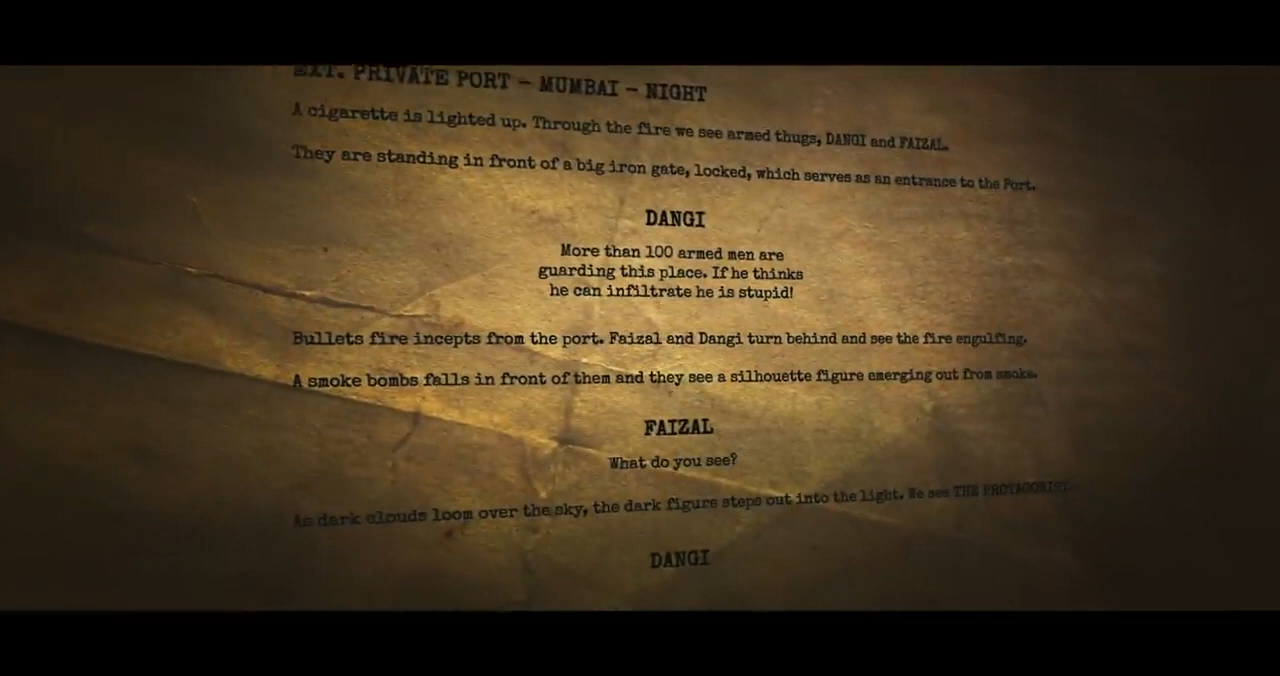 EXT. PRIVATE PORT – MUMBAI – NIGHT
A cigarette is lighted up. Through the fire we see armed thugs, DANGI and FAIZAL.
They are standing in front of a big iron gate, locked, which serves as an entrance to the Port.
DANGI
More than 100 armed men are
guarding this place. If he thinks
he can infiltrate he is stupid!
Bullets fire incepts from the port. Faizal and Dangi turn behind and see the fire engulfing.
A smoke bombs falls in front of them and they see a silhouette figure emerging out from smoke.
FAIZAL
What do you see?
As dark clouds loom over the sky, the dark figure steps out into the light. We see THE PROTAGONIST.
DANGI